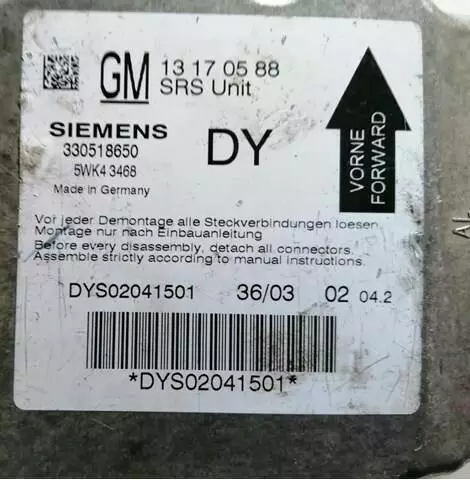 GM 13 17 05 88
SRS Unit
SIEMENS
330518650
5WK4 3468
Made in Germany
DY
VORNE
FORWARD
Vor jeder Demontage alle Steckverbindungen loesen
Montage nur nach Einbauanleitung
Before every disassembly, detach all connectors.
Assemble strictly according to manual instructions.
DYS02041501 36/03 02 04.2
*DYS02041501*